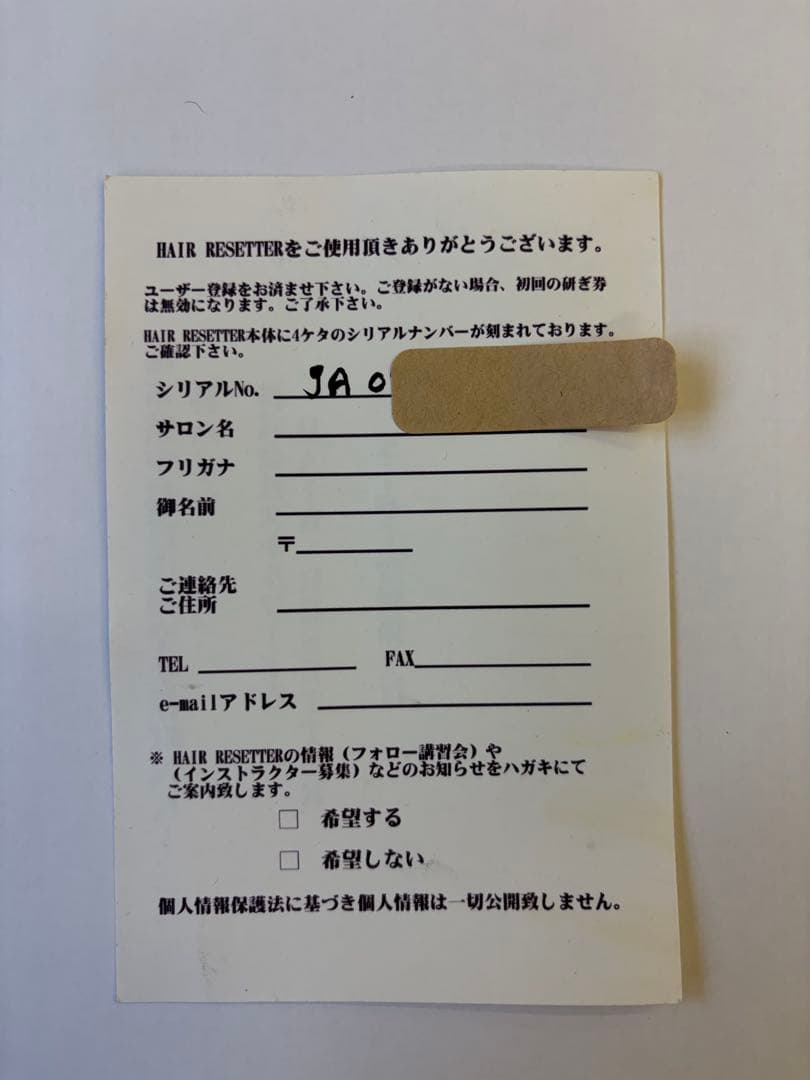 HAIR RESETTERをご使用頂きありがとうございます。
ユーザー登録をお済ませ下さい。ご登録がない場合、初回の研ぎ券
は無効になります。ご了承下さい。
HAIR RESETTER本体に4ケタのシリアルナンバーが刻まれております。
ご確認下さい。
シリアルNo. JA 0
サロン名
フリガナ
御名前
〒
ご連絡先
ご住所
TEL FAX
e-mailアドレス
※ HAIR RESETTERの情報（フォロー講習会）や
（インストラクター募集）などのお知らせをハガキにて
ご案内致します。
□ 希望する
□ 希望しない
個人情報保護法に基づき個人情報は一切公開致しません。